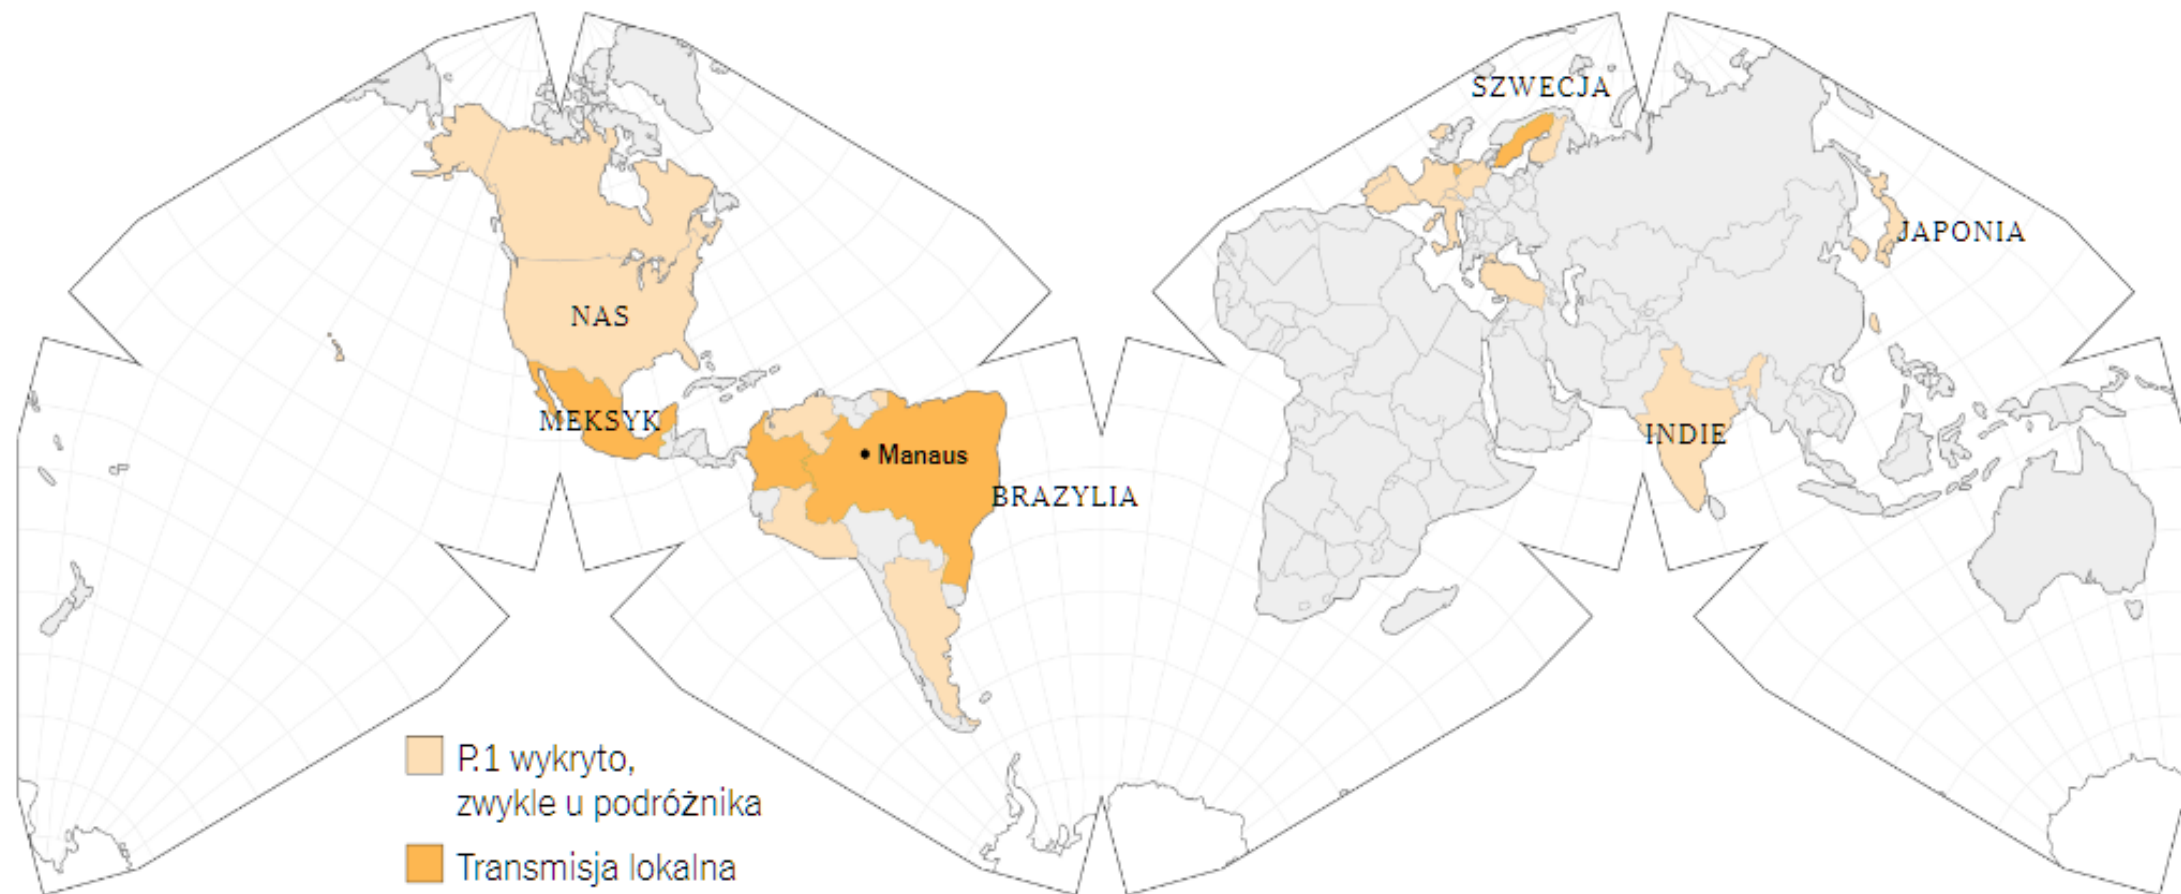 SZWECJA
JAPONIA
NAS
MEKSYK
INDIE
Manaus
BRAZYLIA
P.1 wykryto,
zwykle u podróżnika
Transmisja lokalna